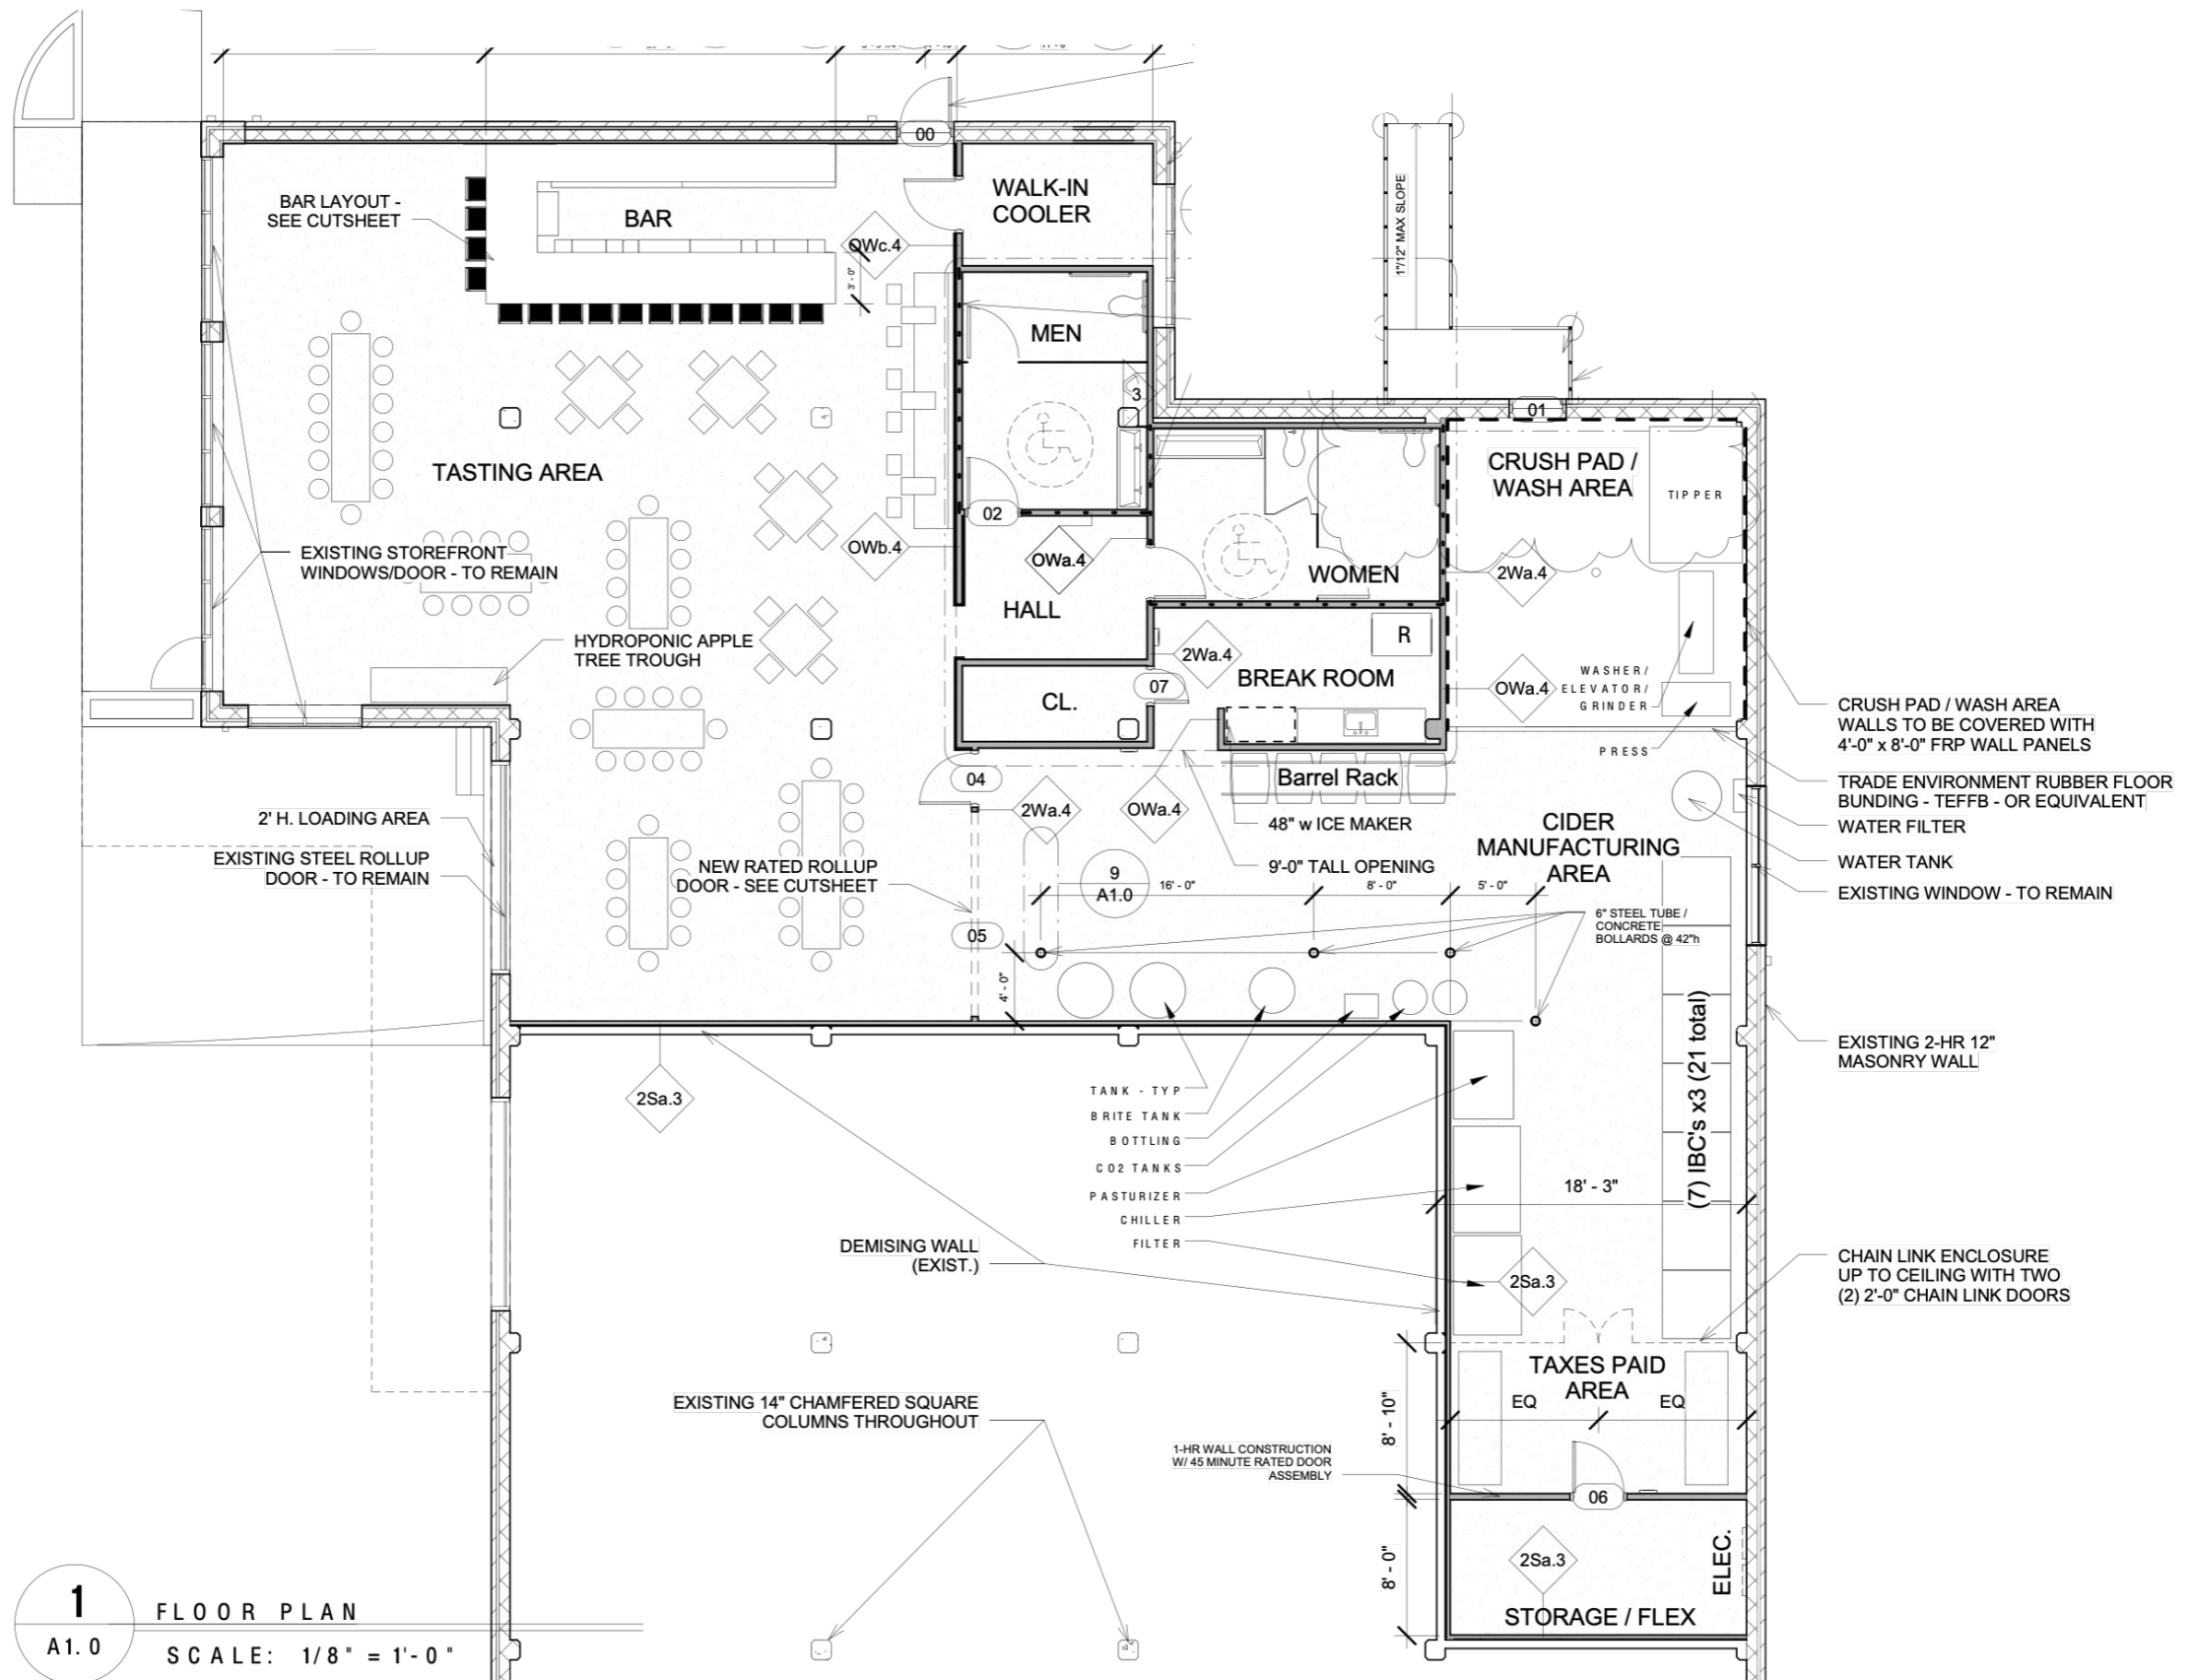 00
BAR LAYOUT -
SEE CUTSHEET
BAR
WALK-IN
COOLER
OWc.4
3' - 0"
1"/12" MAX SLOPE
MEN
3
01
TASTING AREA
CRUSH PAD /
WASH AREA
TIPPER
02
EXISTING STOREFRONT
WINDOWS/DOOR - TO REMAIN
OWb.4
OWa.4
WOMEN
2Wa.4
HALL
HYDROPONIC APPLE
TREE TROUGH
2Wa.4
R
BREAK ROOM
07
CL.
OWa.4
WASHER/
ELEVATOR/
GRINDER
PRESS
CRUSH PAD / WASH AREA
WALLS TO BE COVERED WITH
4'-0" x 8'-0" FRP WALL PANELS
TRADE ENVIRONMENT RUBBER FLOOR
BUNDING - TEFFB - OR EQUIVALENT
WATER FILTER
WATER TANK
EXISTING WINDOW - TO REMAIN
04
Barrel Rack
2' H. LOADING AREA
2Wa.4
OWa.4
48" w ICE MAKER
CIDER
MANUFACTURING
AREA
EXISTING STEEL ROLLUP
DOOR - TO REMAIN
NEW RATED ROLLUP
DOOR - SEE CUTSHEET
9'-0" TALL OPENING
9
A1.0
16' - 0"
8' - 0"
5' - 0"
6" STEEL TUBE /
CONCRETE
BOLLARDS @ 42"h
05
4' - 0"
EXISTING 2-HR 12"
MASONRY WALL
(7) IBC's x3 (21 total)
2Sa.3
TANK - TYP
BRITE TANK
BOTTLING
CO2 TANKS
PASTURIZER
CHILLER
FILTER
18' - 3"
DEMISING WALL
(EXIST.)
2Sa.3
CHAIN LINK ENCLOSURE
UP TO CEILING WITH TWO
(2) 2'-0" CHAIN LINK DOORS
TAXES PAID
AREA
EQ
EQ
8' - 10"
EXISTING 14" CHAMFERED SQUARE
COLUMNS THROUGHOUT
1-HR WALL CONSTRUCTION
W/ 45 MINUTE RATED DOOR
ASSEMBLY
06
2Sa.3
8' - 0"
ELEC.
STORAGE / FLEX
1
A1.0
FLOOR PLAN
SCALE: 1/8" = 1'-0"